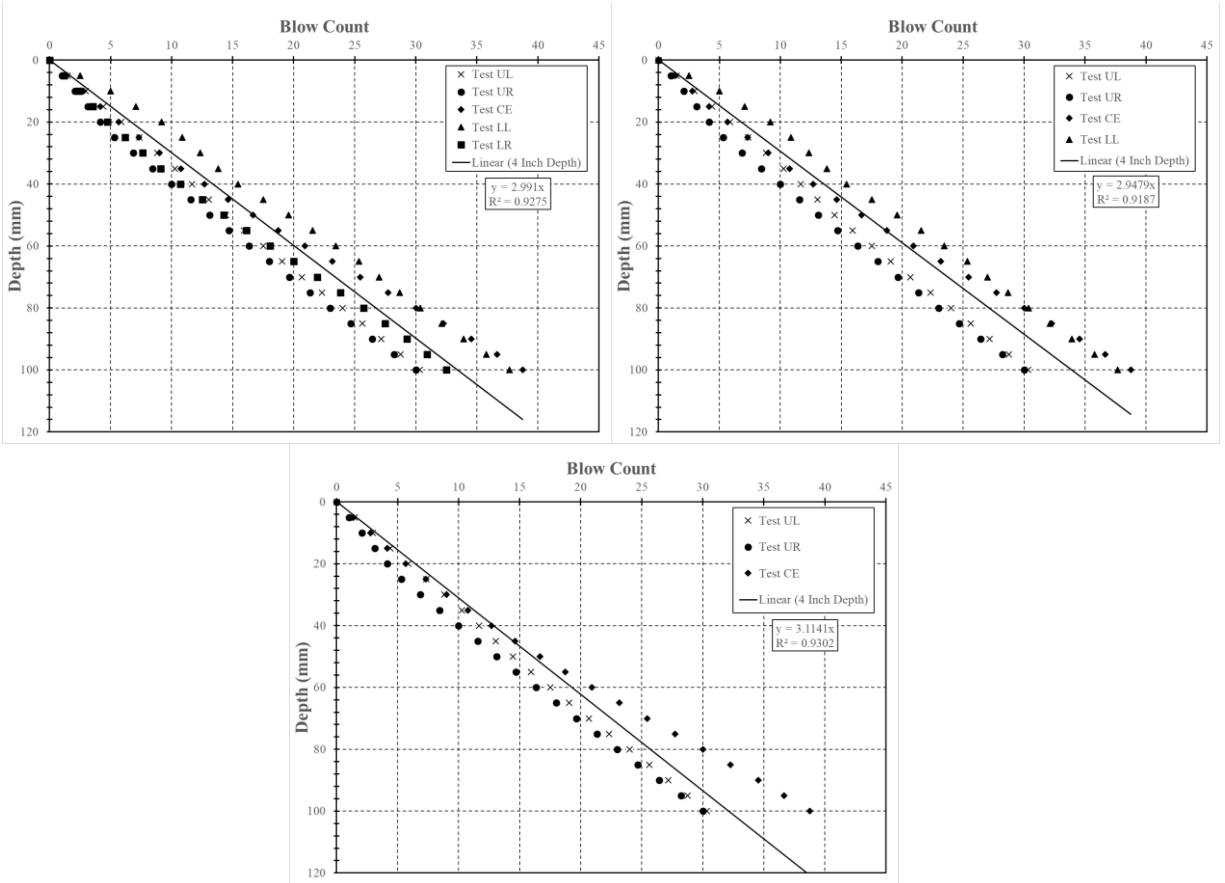 Blow Count
0 5 10 15 20 25 30 35 40 45
0
20
40
60
80
100
120
Depth (mm)
Test UL
Test UR
Test CE
Test LL
Test LR
Linear (4 Inch Depth)
y = 2.991x
R² = 0.9275
Blow Count
0 5 10 15 20 25 30 35 40 45
0
20
40
60
80
100
120
Depth (mm)
Test UL
Test UR
Test CE
Test LL
Linear (4 Inch Depth)
y = 2.9479x
R² = 0.9187
Blow Count
0 5 10 15 20 25 30 35 40 45
0
20
40
60
80
100
120
Depth (mm)
Test UL
Test UR
Test CE
Linear (4 Inch Depth)
y = 3.1141x
R² = 0.9302